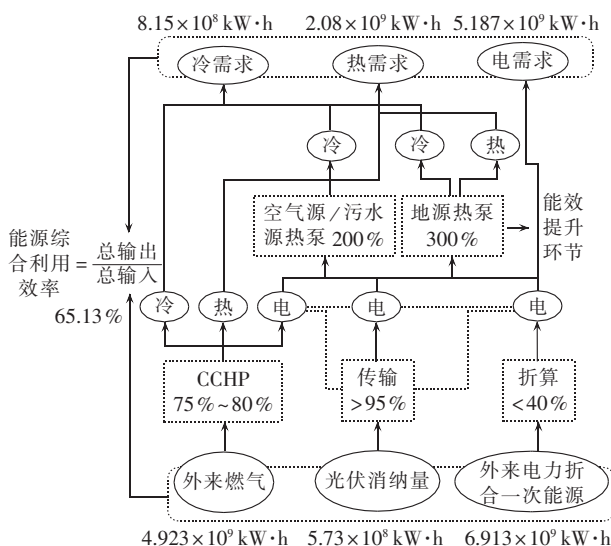 8.15×10⁸ kW·h 2.08×10⁹ kW·h 5.187×10⁹ kW·h
冷需求 热需求 电需求
冷 冷 热
空气源/污水
源热泵 200%
地源热泵
300%
能效
提升
环节
能源综
合利用
效率
=
总输出
总输入
65.13%
冷 热 电 电 电
CCHP
75%~80%
传输
>95%
折算
<40%
外来燃气 光伏消纳量
外来电力折
合一次能源
4.923×10⁹ kW·h 5.73×10⁸ kW·h 6.913×10⁹ kW·h